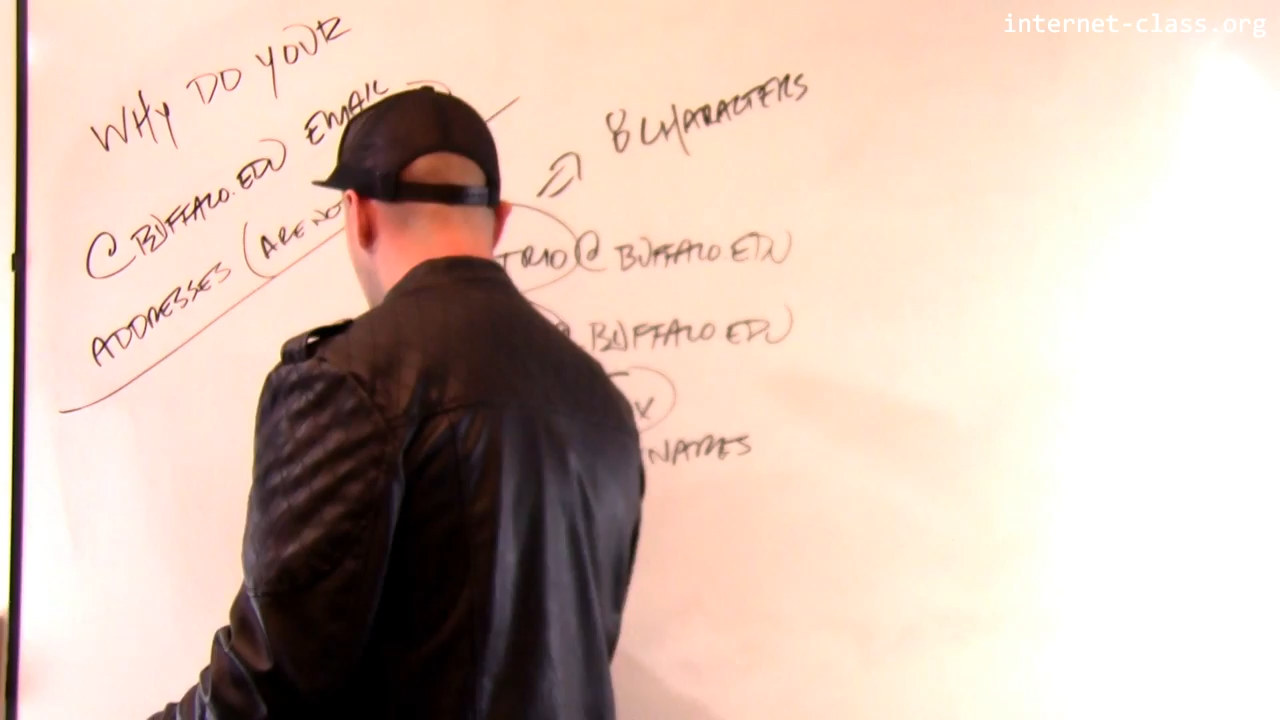 internet-class.org
WHY DO YOUR
@BUFFALO.EDU EMAIL
ADDRESSES (ARE NO
8 CHARACTERS
TRIO@ BUFFALO.EDU
@ BUFFALO.EDU
X
NAMES